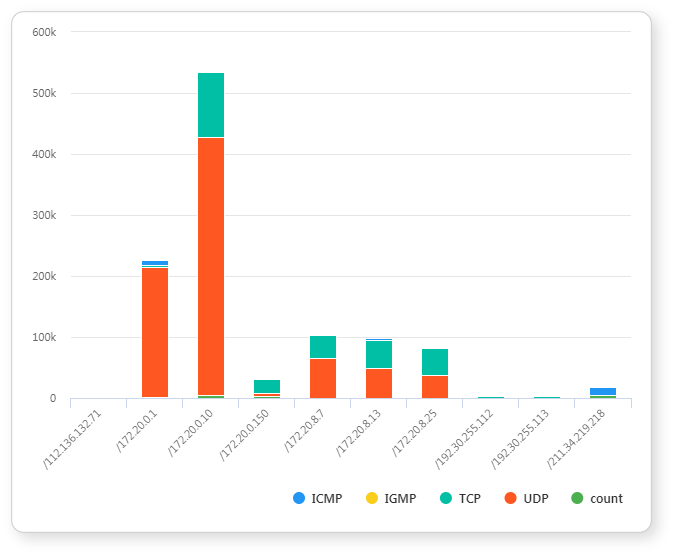 600k
500k
400k
300k
200k
100k
0
/112.136.132.71
/172.20.0.1
/172.20.0.10
/172.20.0.150
/172.20.8.7
/172.20.8.13
/172.20.8.25
/192.30.255.112
/192.30.255.113
/211.34.219.218
ICMP IGMP TCP UDP count